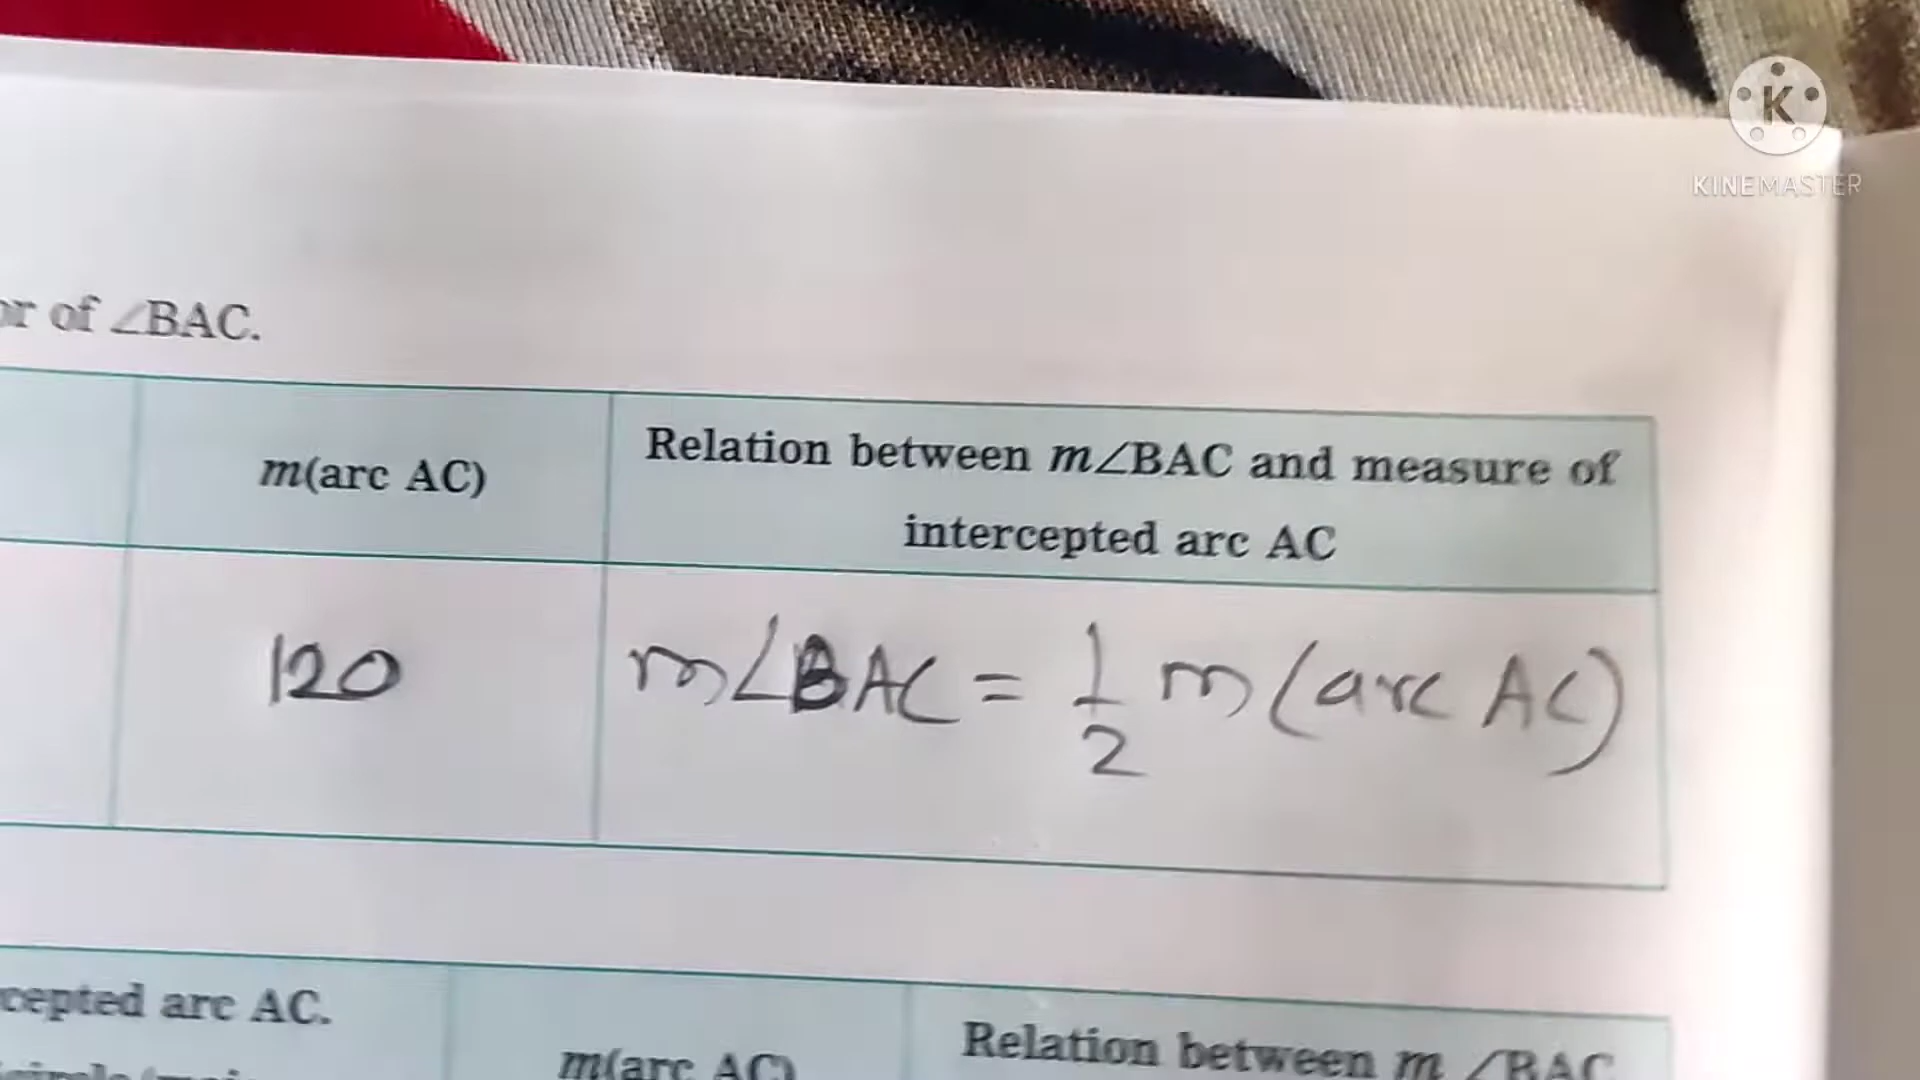 K
KINEMASTER
of ∠BAC.
m(arc AC)
Relation between m∠BAC and measure of
intercepted arc AC
120
m∠BAC = 1/2 m(arc AC)
arc AC.
m(arc AC)
Relation between m ∠BAC